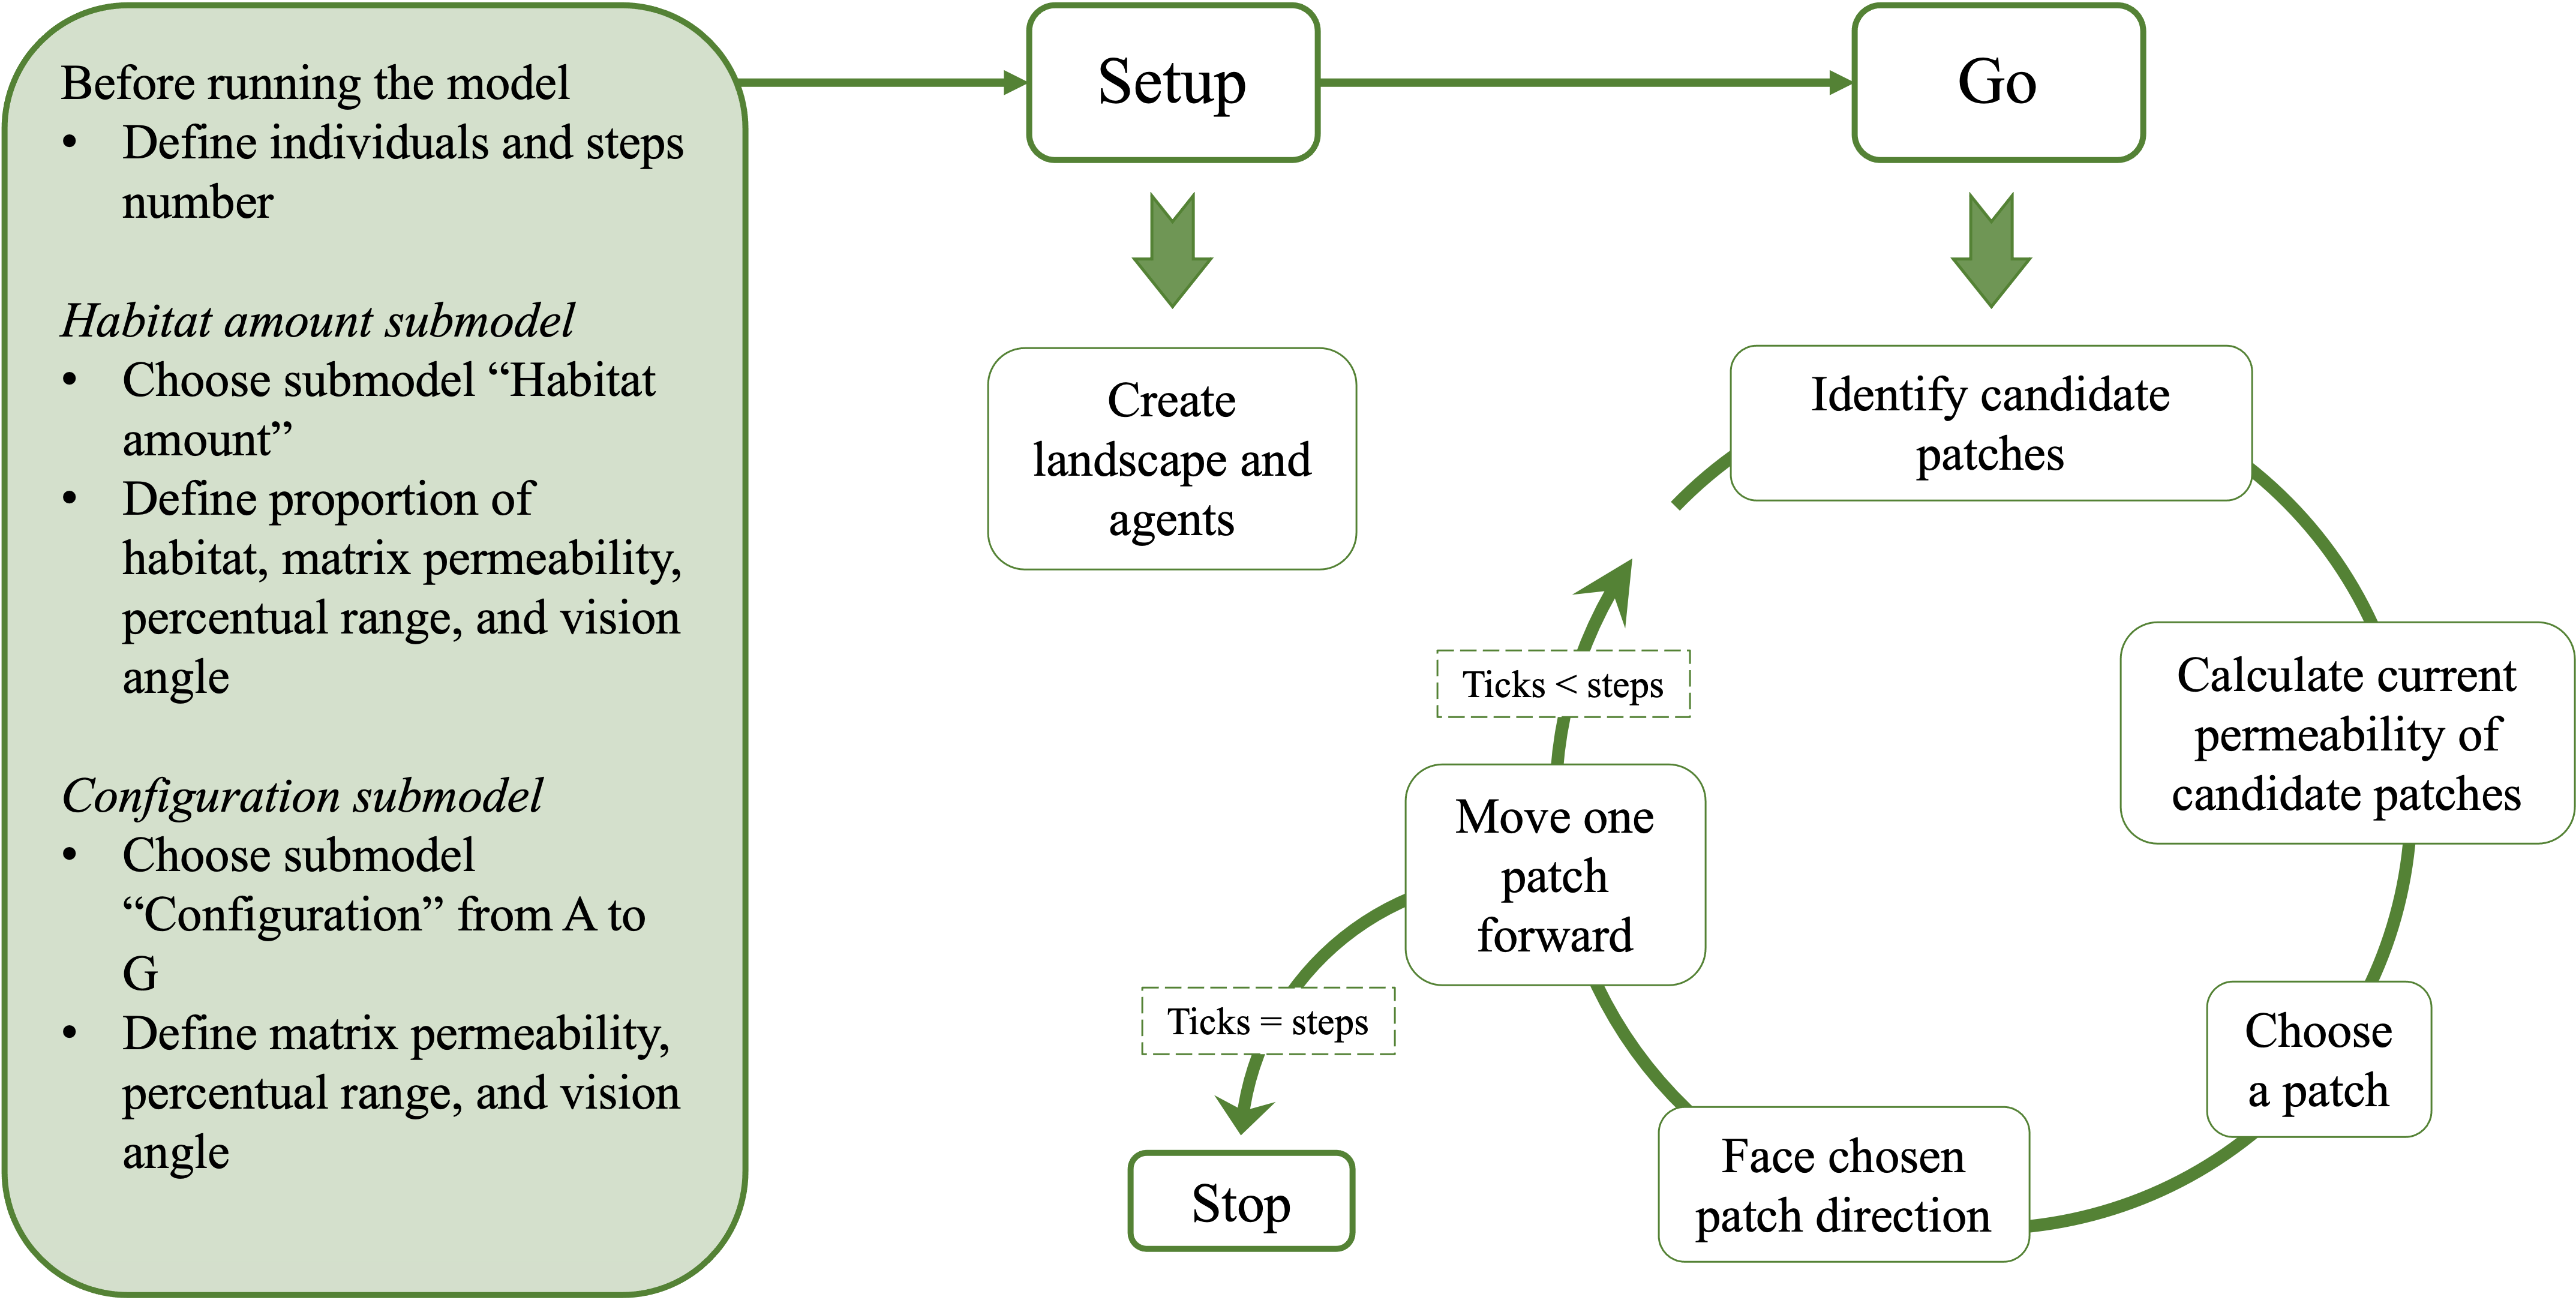 Before running the model
• Define individuals and steps
number
Habitat amount submodel
• Choose submodel “Habitat
amount”
• Define proportion of
habitat, matrix permeability,
percentual range, and vision
angle
Configuration submodel
• Choose submodel
“Configuration” from A to
G
• Define matrix permeability,
percentual range, and vision
angle
Setup
Create
landscape and
agents
Go
Identify candidate
patches
Calculate current
permeability of
candidate patches
Choose
a patch
Face chosen
patch direction
Move one
patch
forward
Ticks < steps
Ticks = steps
Stop